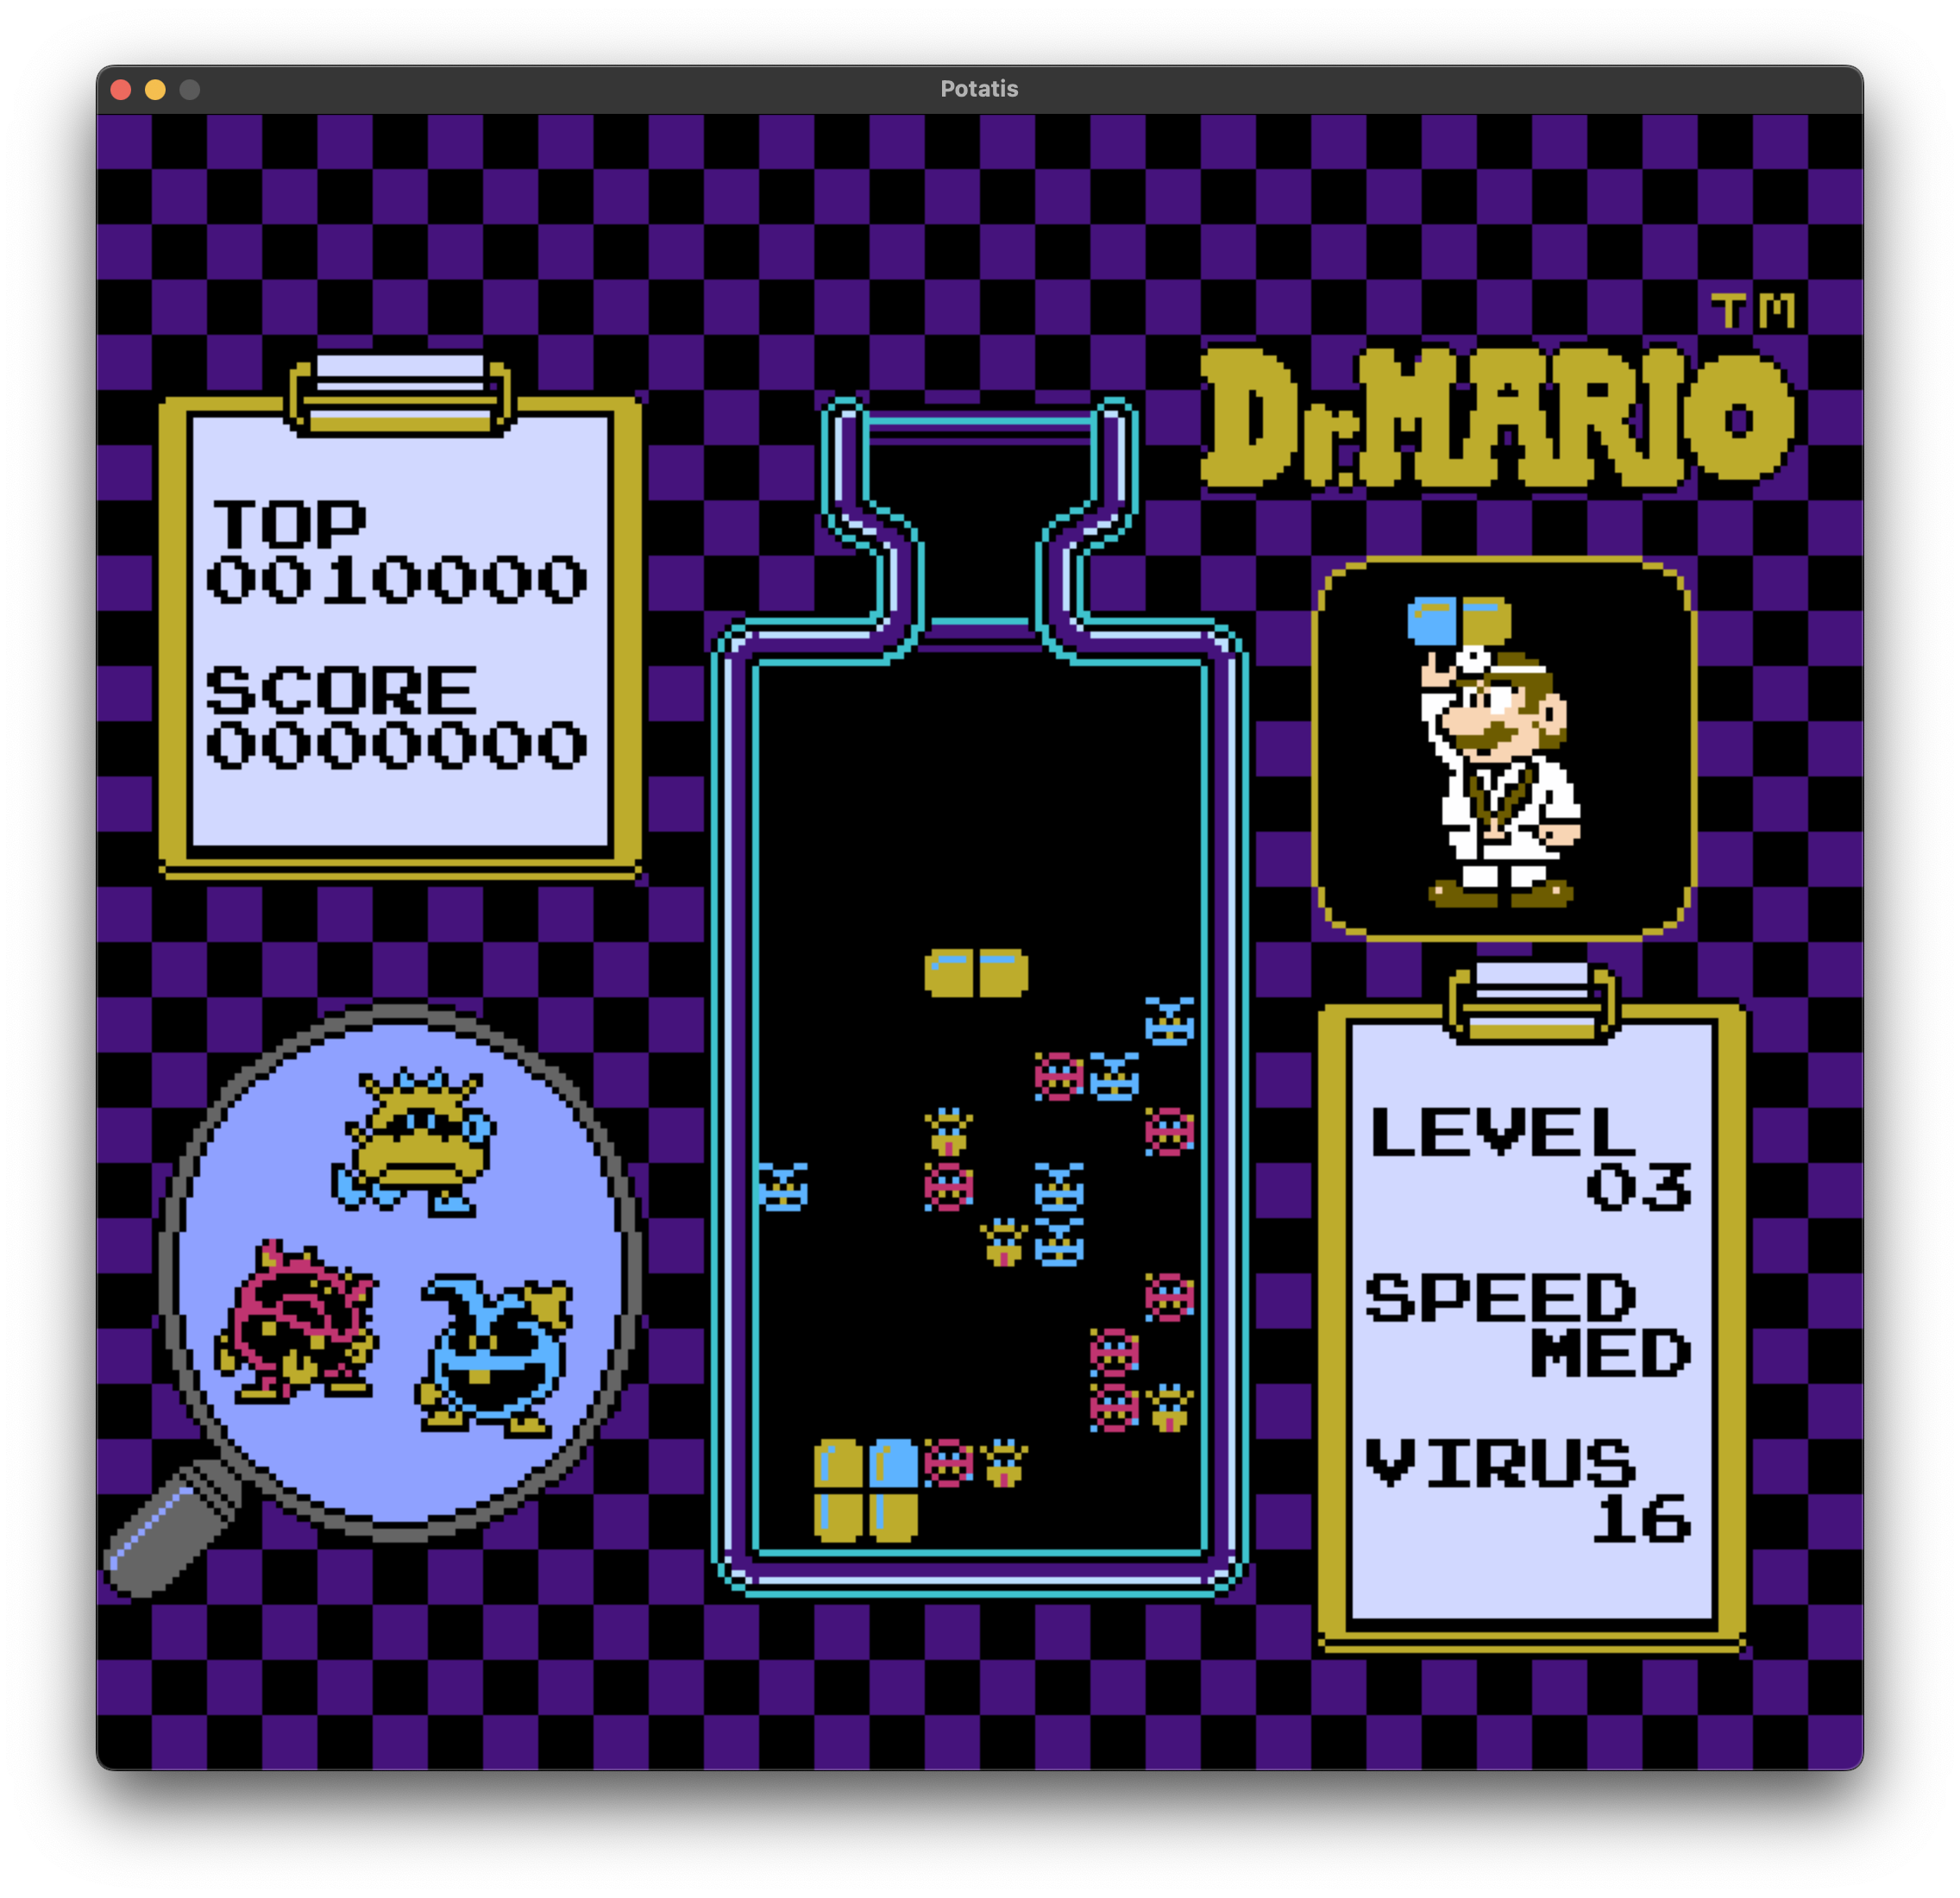 Potatis
TM
Dr. MARIO
TOP
0010000
SCORE
0000000
LEVEL
03
SPEED
MED
VIRUS
16